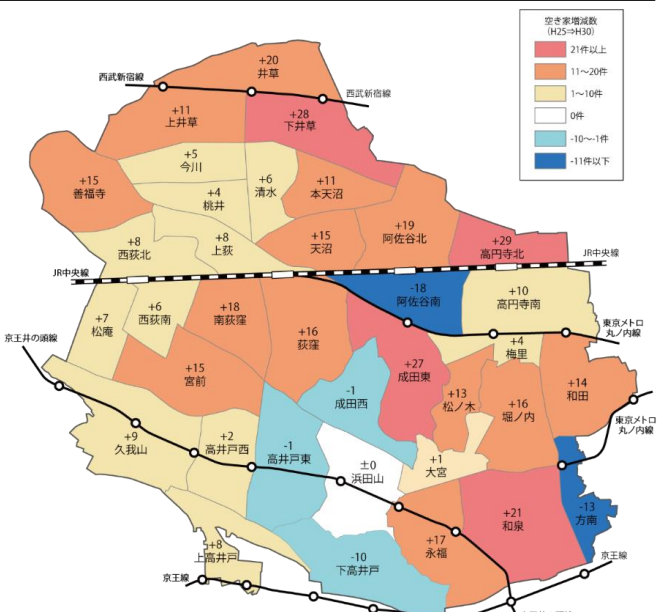 空き家増減数
(H25⇒H30)
21件以上
11～20件
1～10件
0件
-10～-1件
-11件以下
+20
井草
西武新宿線
西武新宿線
+11
上井草
+28
下井草
+5
今川
+6
清水
+11
本天沼
+15
善福寺
+4
桃井
+19
阿佐谷北
+15
天沼
+8
西荻北
+8
上荻
+29
高円寺北
JR中央線
JR中央線
-18
阿佐谷南
+10
高円寺南
+7
松庵
+6
西荻南
+18
南荻窪
+16
荻窪
東京メトロ
丸ノ内線
京王井の頭線
+4
梅里
+15
宮前
+27
成田東
-1
成田西
+13
松ノ木
+16
堀ノ内
+14
和田
東京メトロ
丸ノ内線
+9
久我山
+2
高井戸西
-1
高井戸東
±0
浜田山
+1
大宮
+21
和泉
-13
方南
+17
永福
+8
上高井戸
-10
下高井戸
京王線
京王線